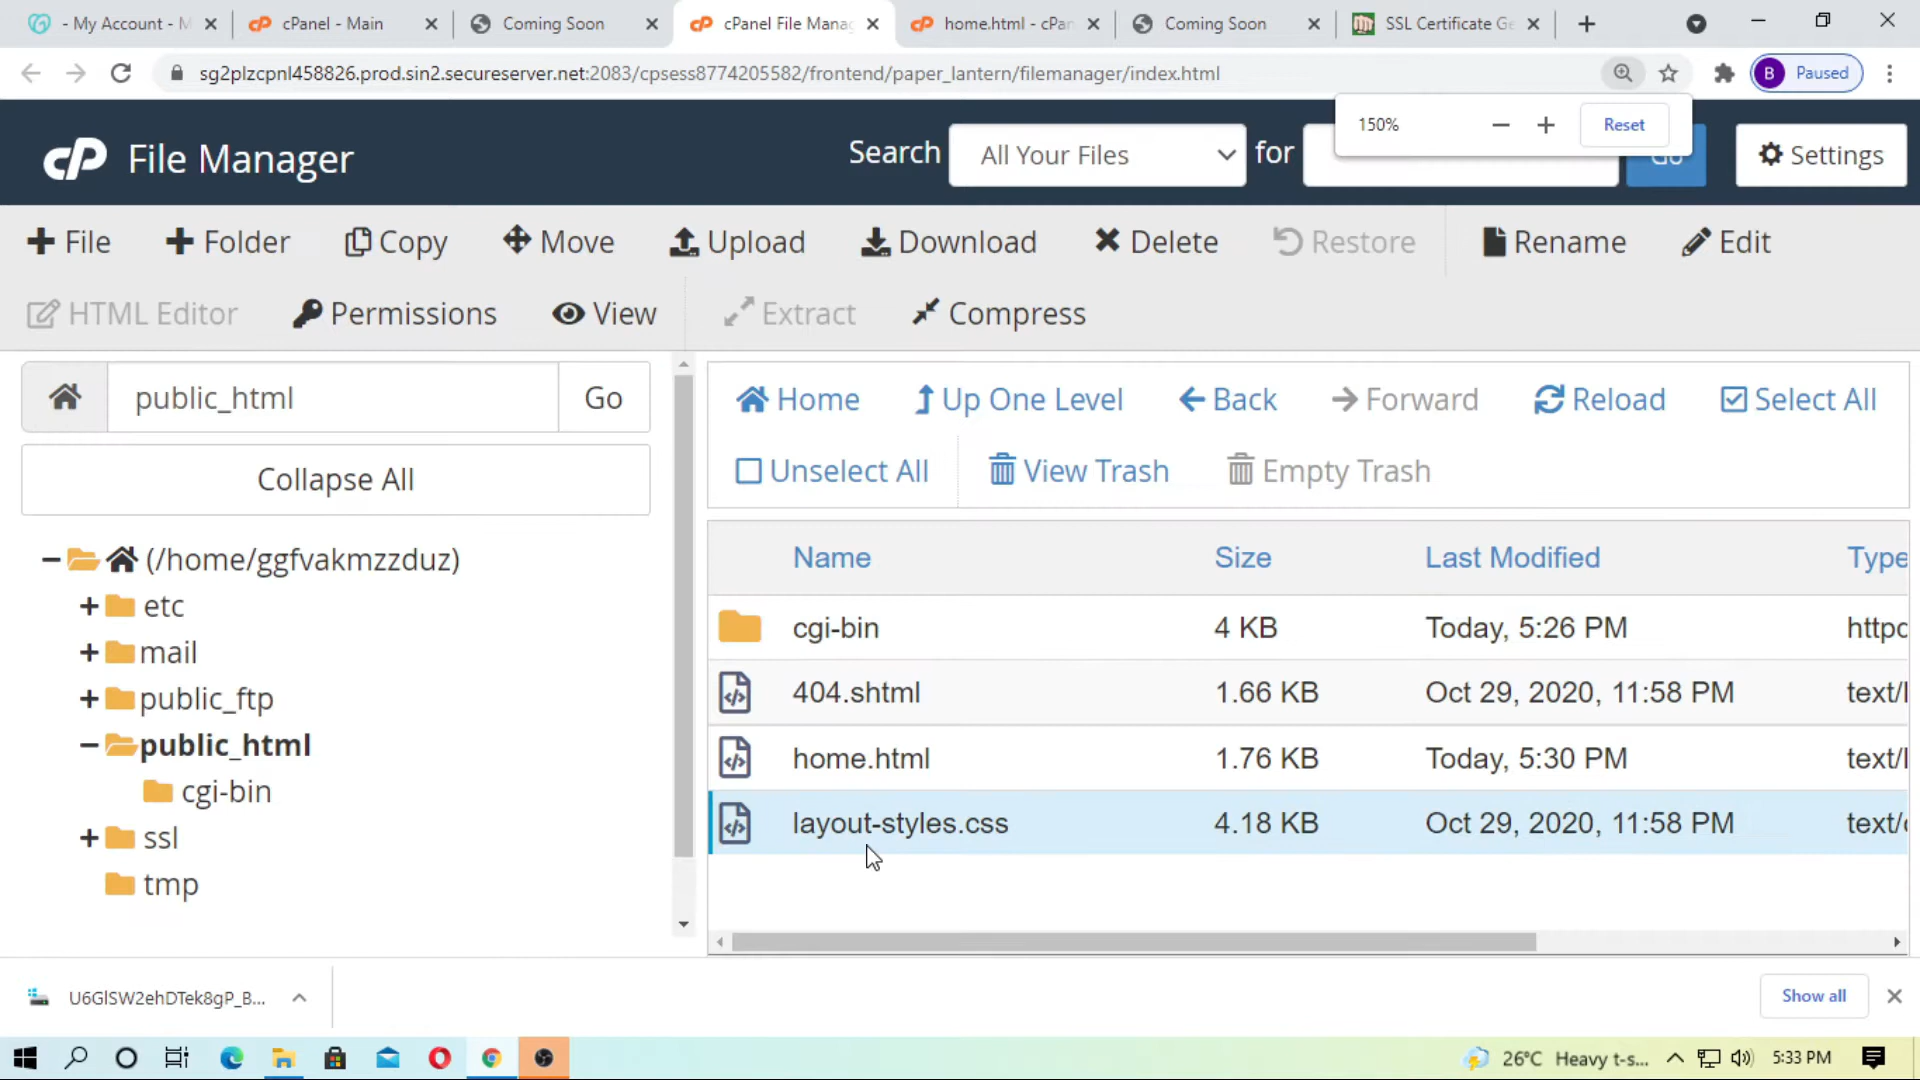 - My Account - M
cPanel - Main
Coming Soon
cPanel File Mana
home.html - cPan
Coming Soon
SSL Certificate Ge
sg2plzcpnl458826.prod.sin2.secureserver.net:2083/cpsess8774205582/frontend/paper_lantern/filemanager/index.html
B Paused
150%
Reset
cP File Manager
Search All Your Files for
Go
Settings
File
Folder
Copy
Move
Upload
Download
Delete
Restore
Rename
Edit
HTML Editor
Permissions
View
Extract
Compress
public_html Go
Collapse All
(/home/ggfvakmzzduz)
etc
mail
public_ftp
public_html
cgi-bin
ssl
tmp
Home
Up One Level
Back
Forward
Reload
Select All
Unselect All
View Trash
Empty Trash
Name Size Last Modified Type
cgi-bin 4 KB Today, 5:26 PM httpd
404.shtml 1.66 KB Oct 29, 2020, 11:58 PM text/
home.html 1.76 KB Today, 5:30 PM text/
layout-styles.css 4.18 KB Oct 29, 2020, 11:58 PM text/
U6GlSW2ehDTek8gP_B...
Show all
26°C Heavy t-s...
5:33 PM